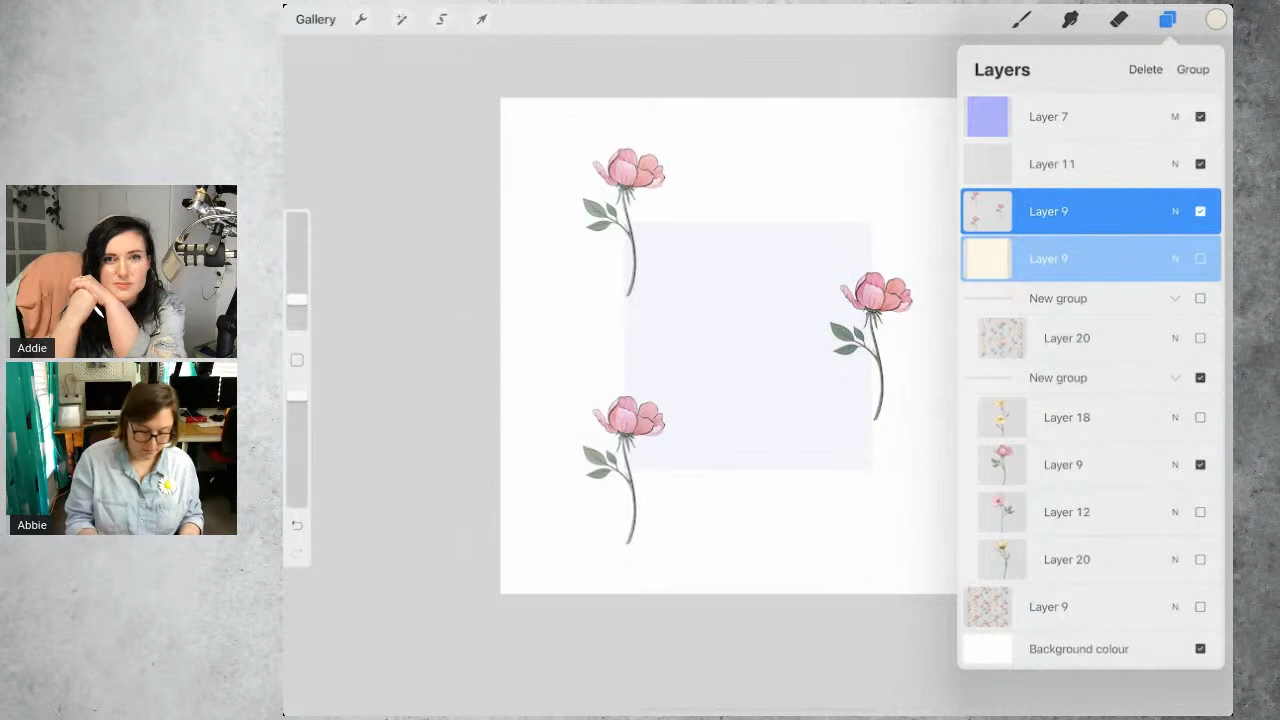 Gallery
Layers
Delete
Group
Layer 7
M
Layer 11
N
Layer 9
N
Layer 9
N
New group
Layer 20
N
New group
Layer 18
N
Layer 9
N
Layer 12
N
Layer 20
N
Layer 9
N
Background colour
Addie
Abbie